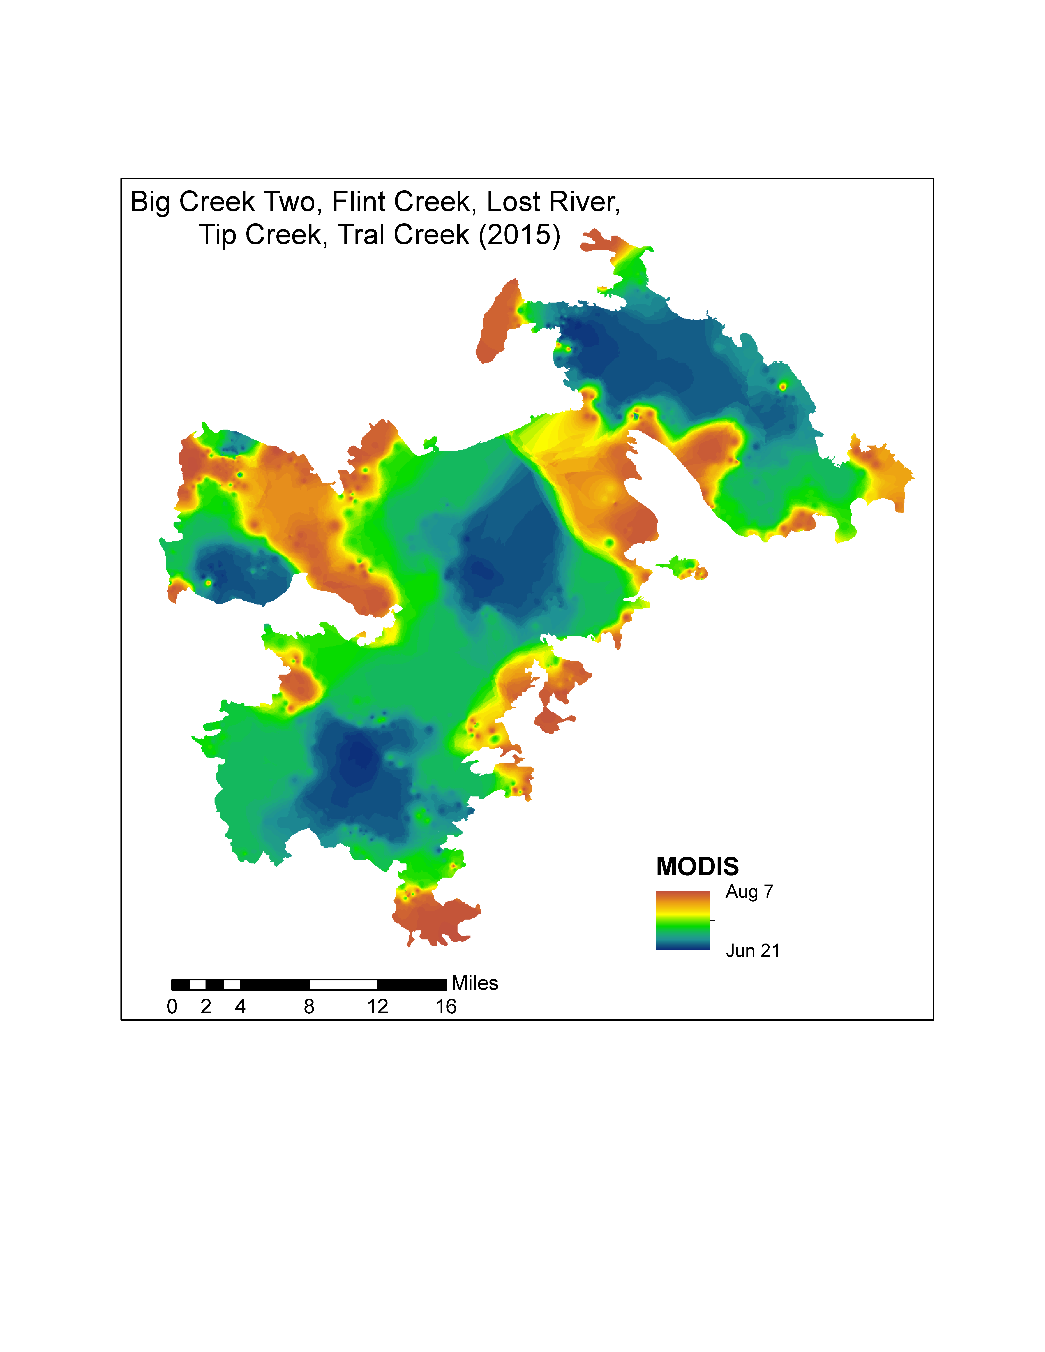 Big Creek Two, Flint Creek, Lost River,
Tip Creek, Tral Creek (2015)
MODIS
Aug 7
Jun 21
Miles
0 2 4 8 12 16